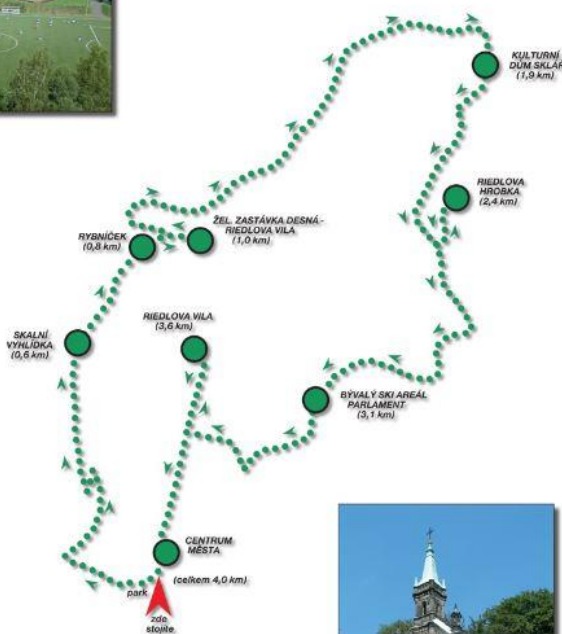 KULTURNÍ
DŮM SKLÁŘ
(1,9 km)
RIEDLOVA
HROBKA
(2,4 km)
ŽEL. ZASTÁVKA DESNÁ -
RIEDLOVA VILA
(1,0 km)
RYBNÍČEK
(0,8 km)
RIEDLOVA VILA
(3,6 km)
SKALNÍ
VYHLÍDKA
(0,6 km)
BÝVALÝ SKI AREÁL
PARLAMENT
(3,1 km)
CENTRUM
MĚSTA
(celkem 4,0 km)
park
zde
stojíte